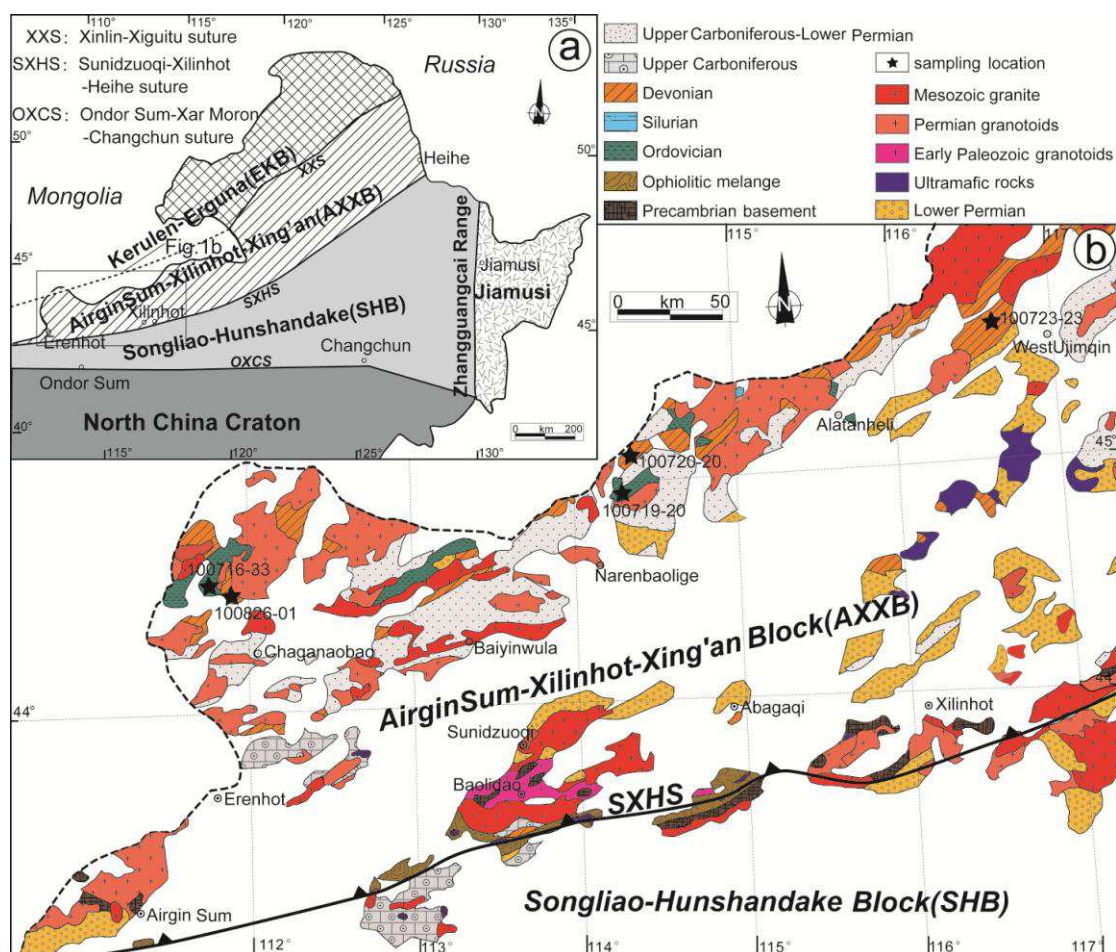 110°
115°
120°
125°
130°
135°
XXS: Xinlin-Xiguitu suture
SXHS: Sunidzuoqi-Xilinhot
-Heihe suture
OXCS: Ondor Sum-Xar Moron
-Changchun suture
a
Russia
N
50°
50°
Heihe
Mongolia
Kerulen-Erguna(EKB)
XXS
Fig.1b
45°
AirginSum-Xilinhot-Xing'an(AXXB)
Xilinhot
SXHS
Erenhot
Songliao-Hunshandake(SHB)
Zhangguangcai Range
Jiamusi
Jiamusi
45°
OXCS
Changchun
Ondor Sum
North China Craton
0 km 200
40°
40°
115°
120°
125°
130°
Upper Carboniferous-Lower Permian
Upper Carboniferous
Devonian
Silurian
Ordovician
Ophiolitic melange
Precambrian basement
sampling location
Mesozoic granite
Permian granotoids
Early Paleozoic granotoids
Ultramafic rocks
Lower Permian
115°
116°
117°
b
0 km 50
N
100723-23
WestUjimqin
Alatanheli
45°
100720-20
100719-20
Narenbaolige
100716-33
100826-01
Chaganaobao
Baiyinwula
AirginSum-Xilinhot-Xing'an Block(AXXB)
44°
44°
Abagaqi
Xilinhot
Sunidzuoqi
Baoliqao
SXHS
Erenhot
Airgin Sum
Songliao-Hunshandake Block(SHB)
112°
113°
114°
115°
116°
117°